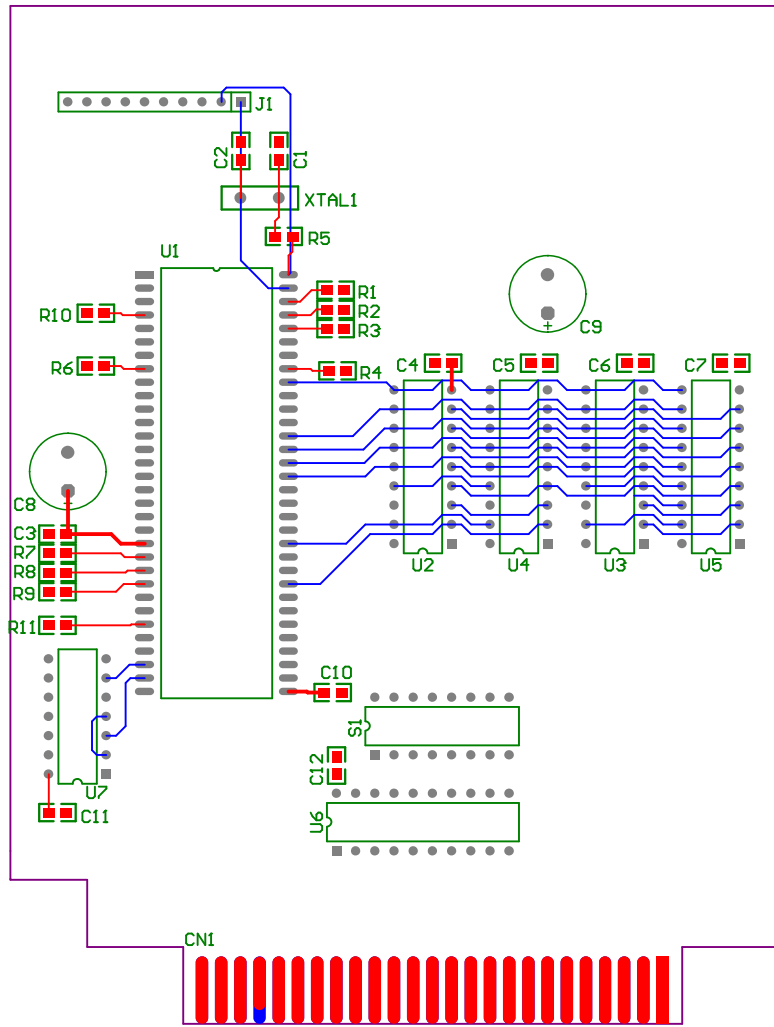 J1
C2
C1
XTAL1
R5
U1
R1
R10
R2
C9
R3
R6
R4
C4
C5
C6
C7
+
C8
+
C3
R7
R8
R9
U2
U4
U3
U5
R11
C10
S1
C12
U7
C11
U6
CN1